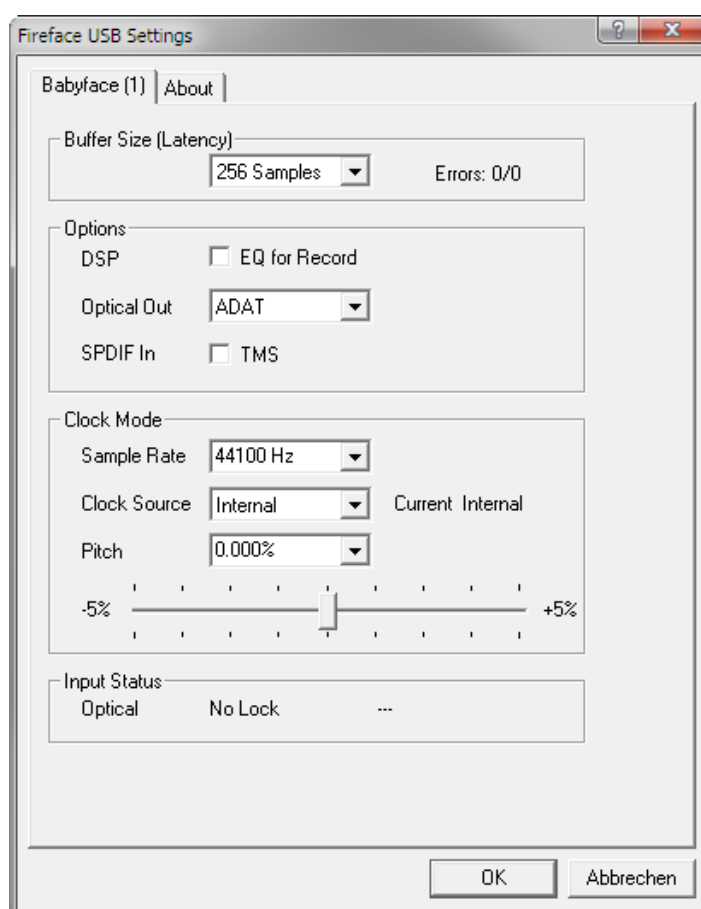 Fireface USB Settings
Babyface (1) About
Buffer Size (Latency)
256 Samples Errors: 0/0
Options
DSP EQ for Record
Optical Out ADAT
SPDIF In TMS
Clock Mode
Sample Rate 44100 Hz
Clock Source Internal Current Internal
Pitch 0.000%
-5% +5%
Input Status
Optical No Lock ---
OK Abbrechen